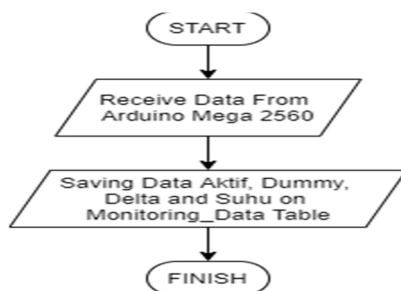 START
Receive Data From
Arduino Mega 2560
Saving Data Aktif, Dummy,
Delta and Suhu on
Monitoring_Data Table
FINISH